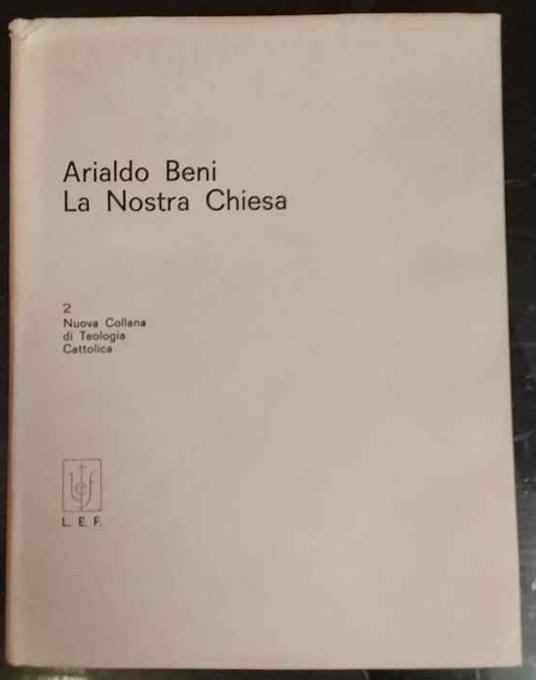 Arialdo Beni
La Nostra Chiesa
2
Nuova Collana
di Teologia
Cattolica
L. E. F.